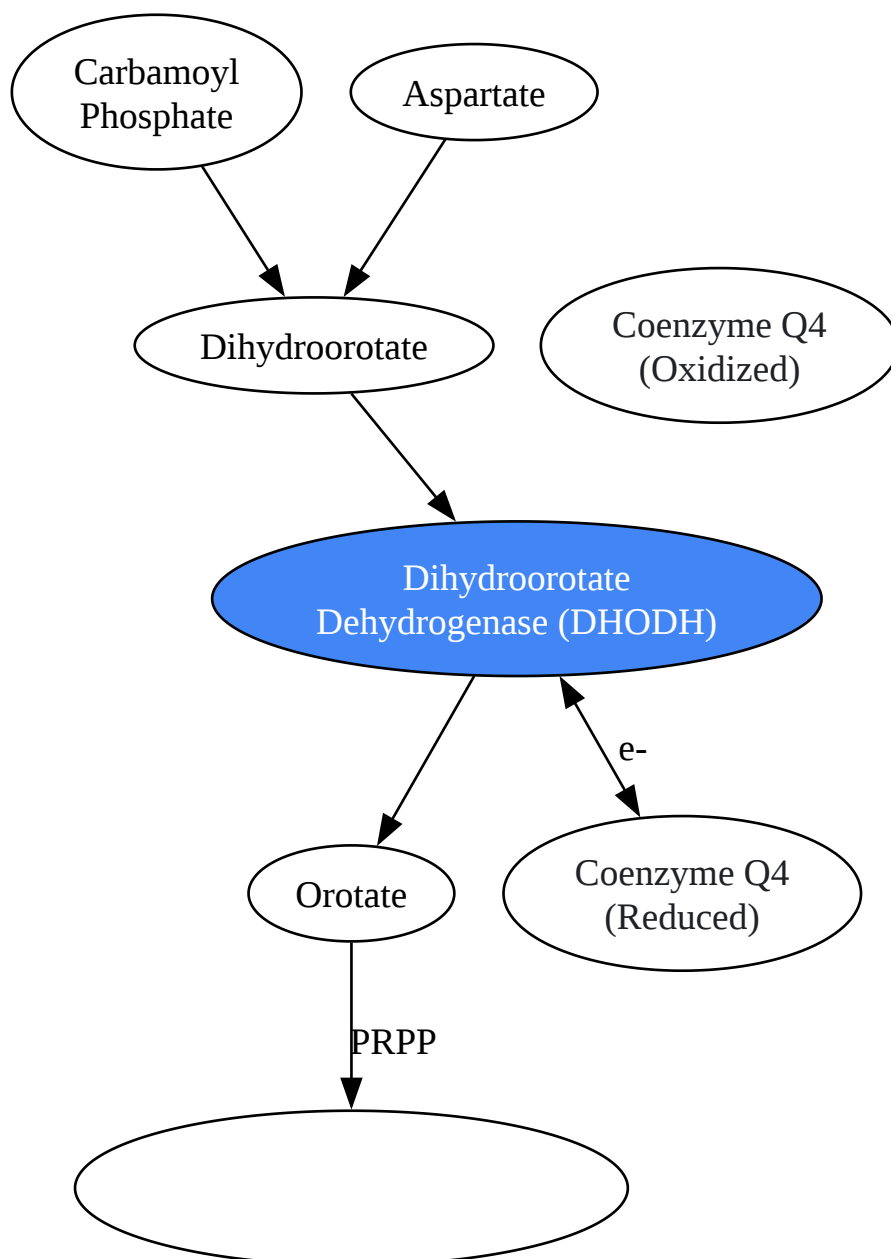 Carbamoyl
Phosphate
Aspartate
Dihydroorotate
Coenzyme Q4
(Oxidized)
Dihydroorotate
Dehydrogenase (DHODH)
e-
Orotate
Coenzyme Q4
(Reduced)
PRPP